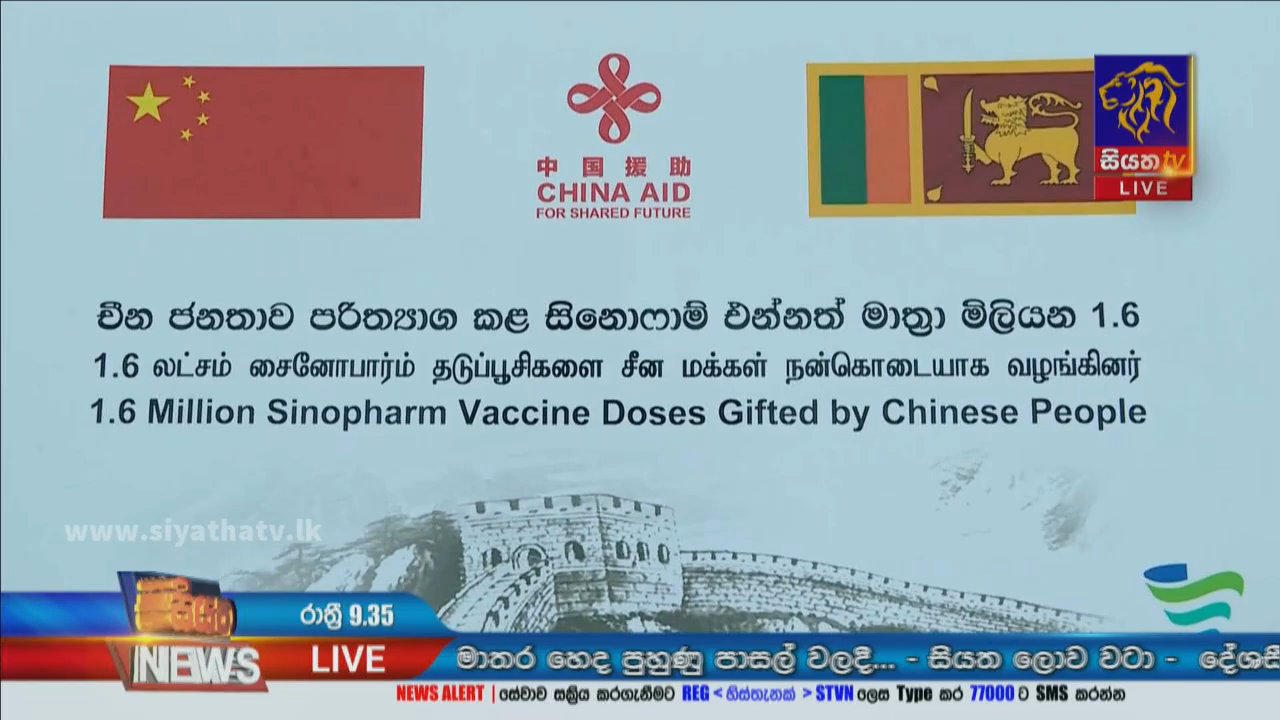 中国援助
CHINA AID
FOR SHARED FUTURE
සියත tv
LIVE
චීන ජනතාව පරිත්‍යාග කළ සිනොෆාම් එන්නත් මාත්‍රා මිලියන 1.6
1.6 லட்சம் சைனோபார்ம் தடுப்பூசிகளை சீன மக்கள் நன்கொடையாக வழங்கினர்
1.6 Million Sinopharm Vaccine Doses Gifted by Chinese People
www.siyathatv.lk
රාත්‍රී 9.35
NEWS
LIVE
මාතර හෙද පුහුණු පාසල් වලදී... - සියත ලොව වටා -
NEWS ALERT | සේවාව සක්‍රිය කරගැනීමට REG < හිස්තැනක් > STVN ලෙස Type කර 77000 ට SMS කරන්න